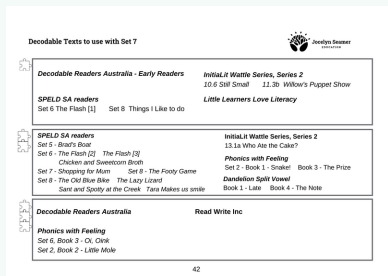 Decodable Texts to use with Set 7
Jocelyn Seamer
EDUCATION
Decodable Readers Australia - Early Readers
InitiaLit Wattle Series, Series 2
10.6 Still Small 11.3b Willow's Puppet Show
SPELD SA readers
Little Learners Love Literacy
Set 6 The Flash [1] Set 8 Things I Like to do
SPELD SA readers
Set 5 - Brad's Boat
Set 6 - The Flash [2] The Flash [3]
Chicken and Sweetcorn Broth
Set 7 - Shopping for Mum Set 8 - The Footy Game
Set 8 - The Old Blue Bike The Lazy Lizard
Sant and Spotty at the Creek Tara Makes us smile
InitiaLit Wattle Series, Series 2
13.1a Who Ate the Cake?
Phonics with Feeling
Set 2 - Book 1 - Snake! Book 3 - The Prize
Dandelion Split Vowel
Book 1 - Late Book 4 - The Note
Decodable Readers Australia
Read Write Inc
Phonics with Feeling
Set 6, Book 3 - Oi, Oink
Set 2, Book 2 - Little Mole
42